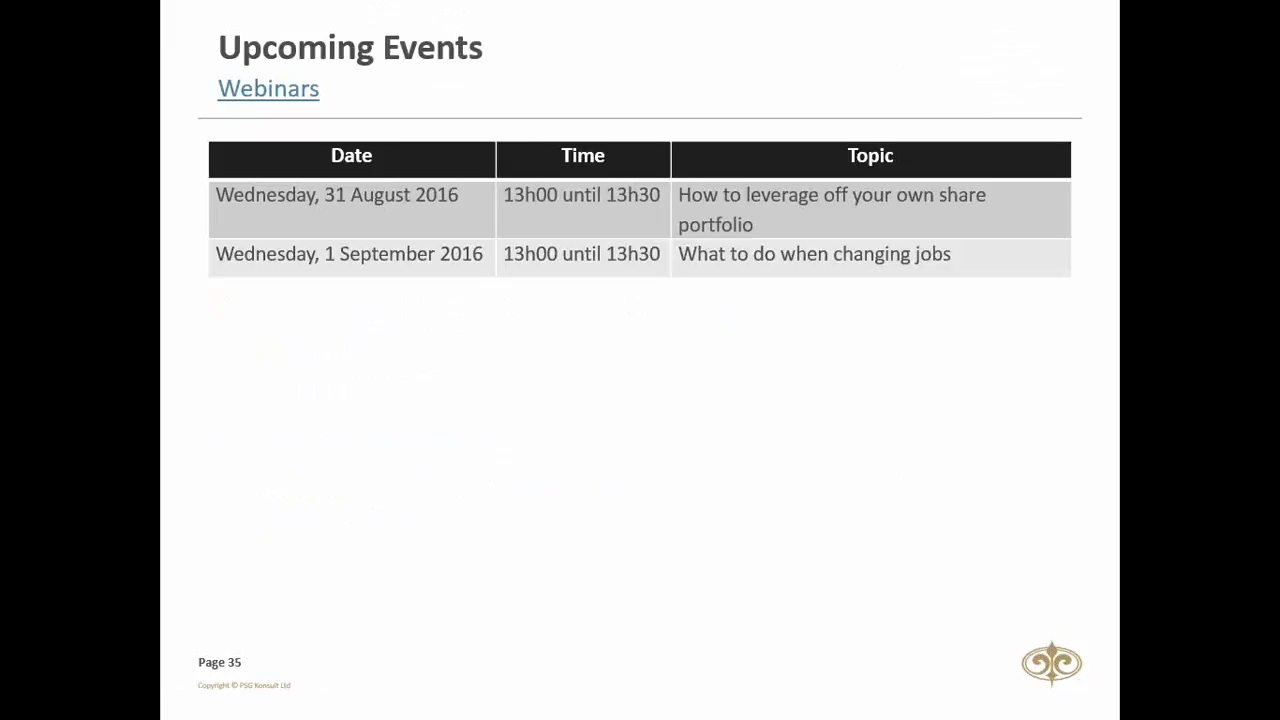 Upcoming Events
Webinars
Date Time Topic
Wednesday, 31 August 2016 13h00 until 13h30 How to leverage off your own share
portfolio
Wednesday, 1 September 2016 13h00 until 13h30 What to do when changing jobs
Page 35
Copyright © PSG Konsult Ltd